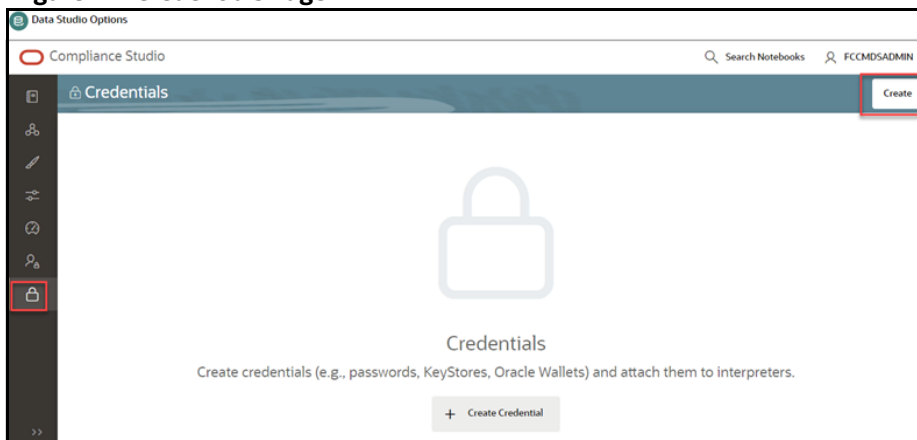 Data Studio Options
Compliance Studio
Search Notebooks
FCCMDSADMIN
Credentials
Create
Credentials
Create credentials (e.g., passwords, KeyStores, Oracle Wallets) and attach them to interpreters.
+ Create Credential
>>